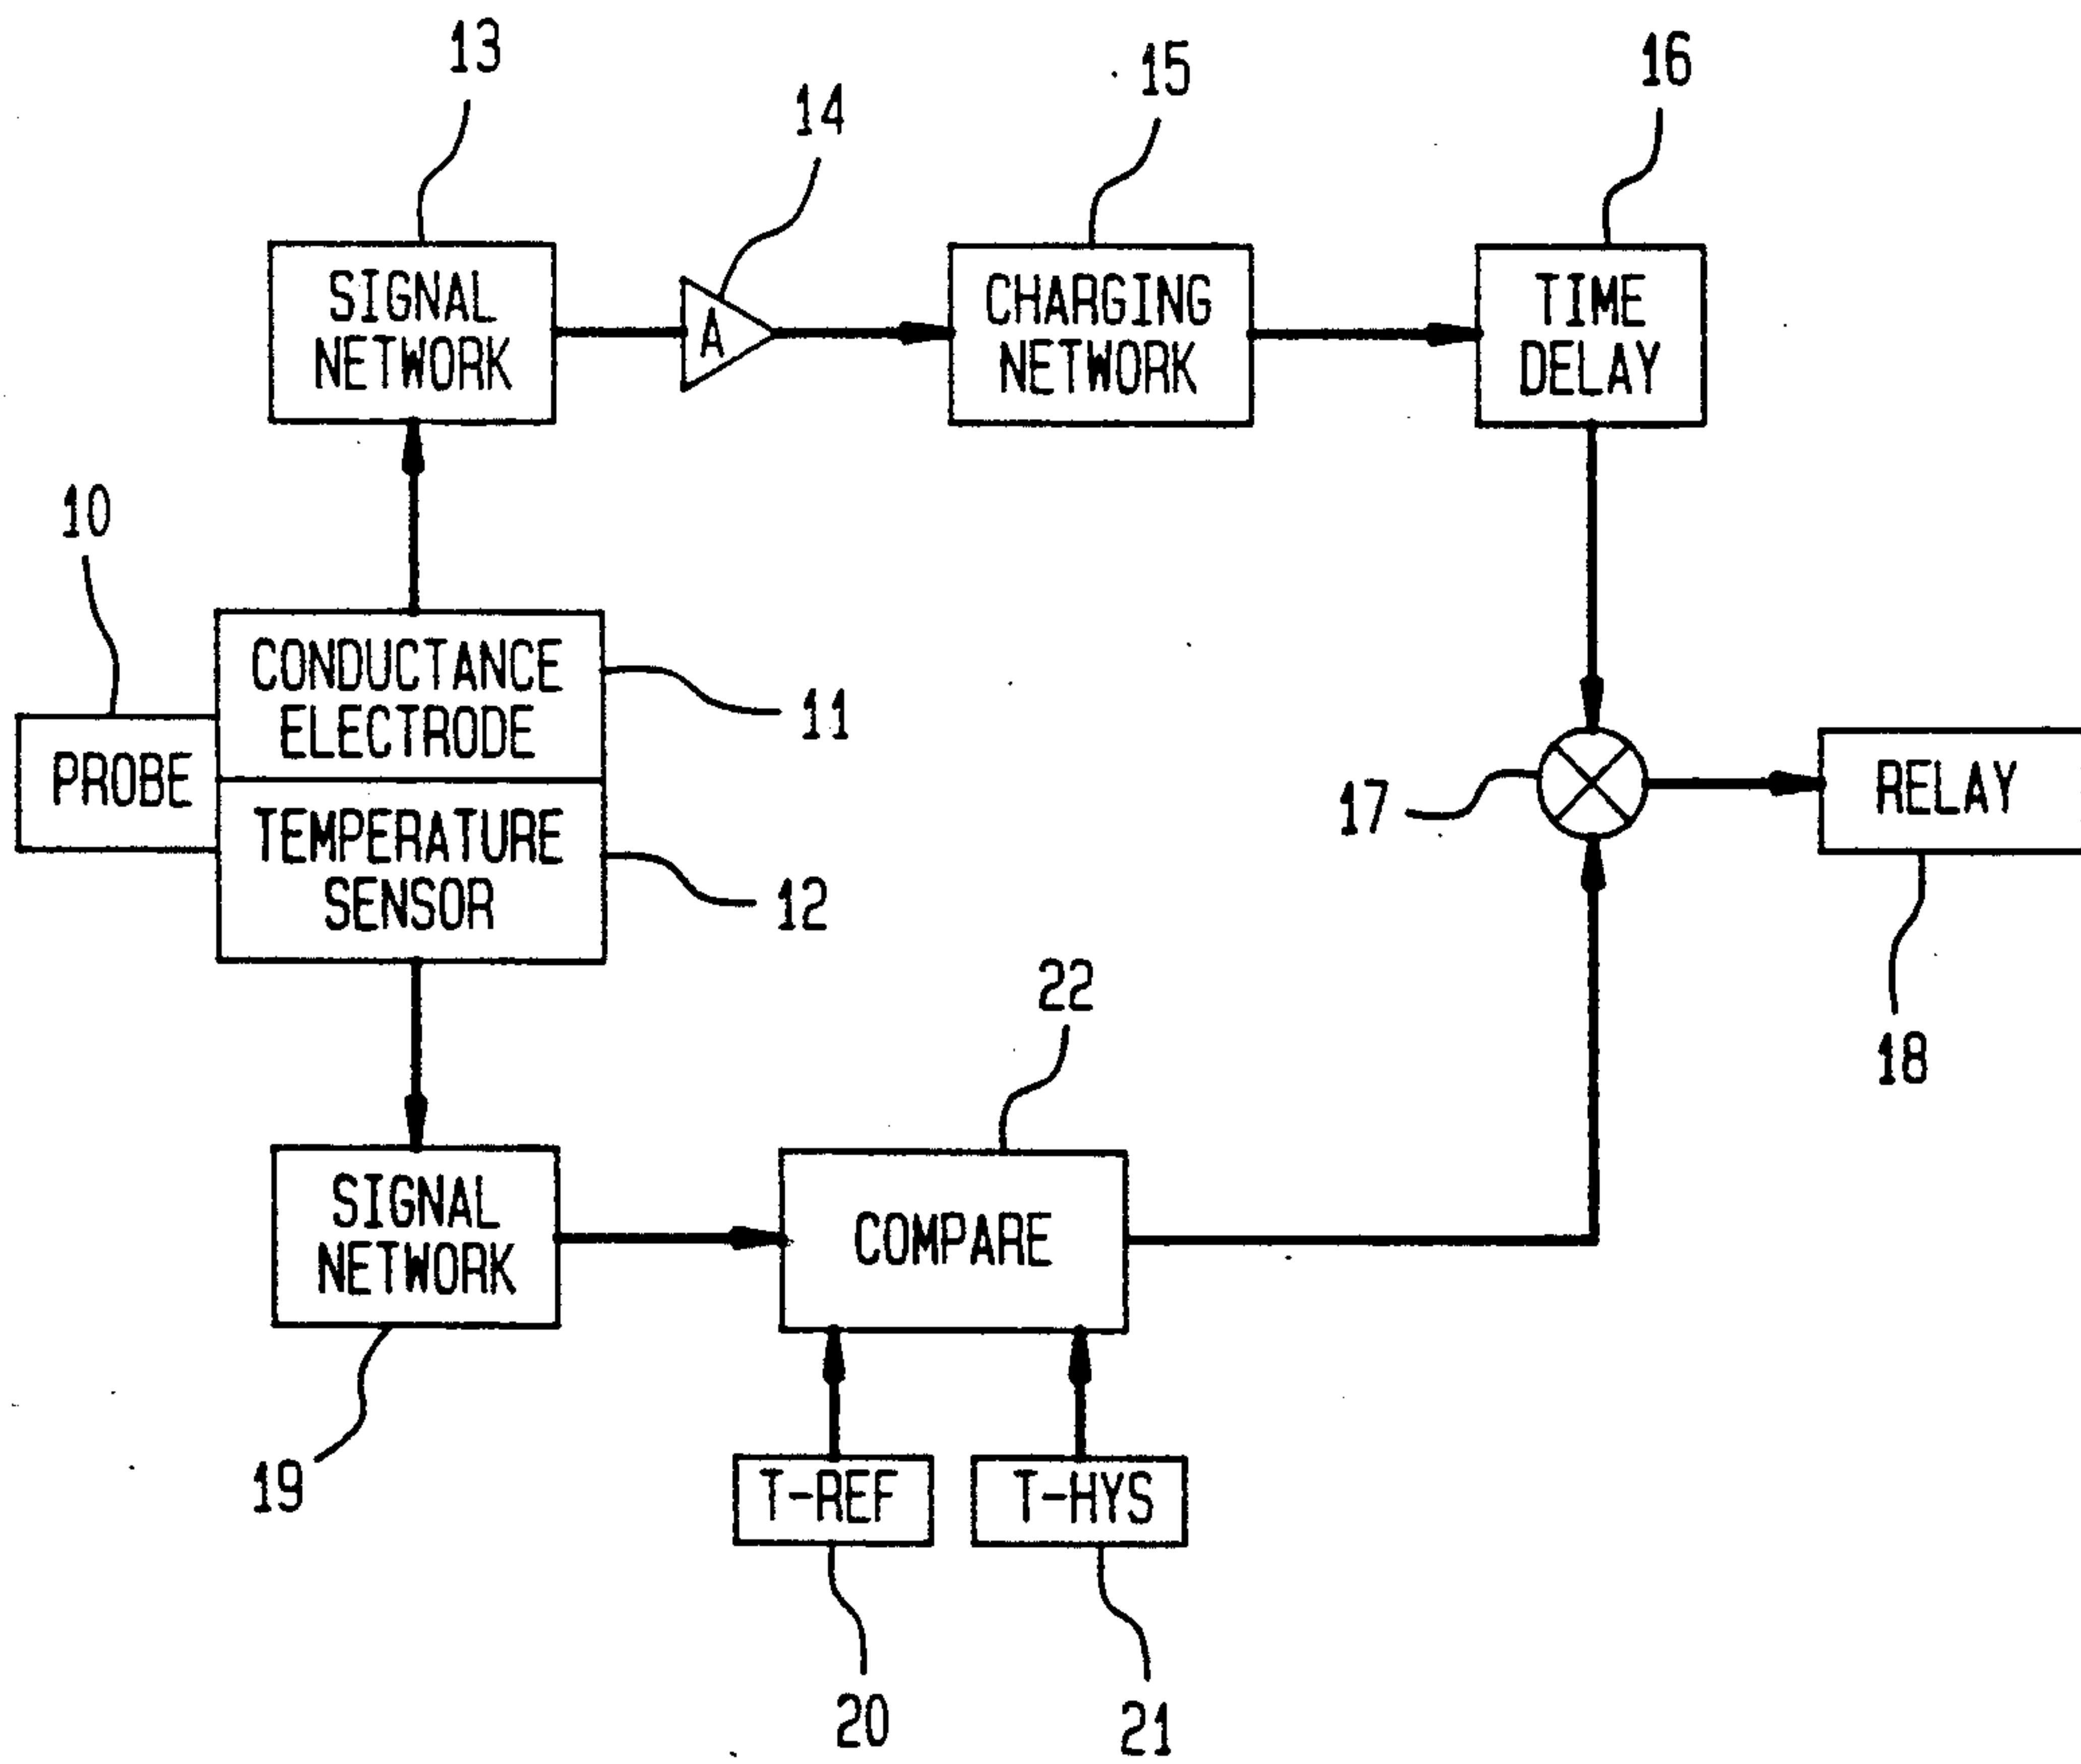 13
14
15
16
SIGNAL
NETWORK
A
CHARGING
NETWORK
TIME
DELAY
10
CONDUCTANCE
ELECTRODE
11
PROBE
TEMPERATURE
SENSOR
12
17
RELAY
18
22
SIGNAL
NETWORK
COMPARE
19
T-REF
T-HYS
20
21